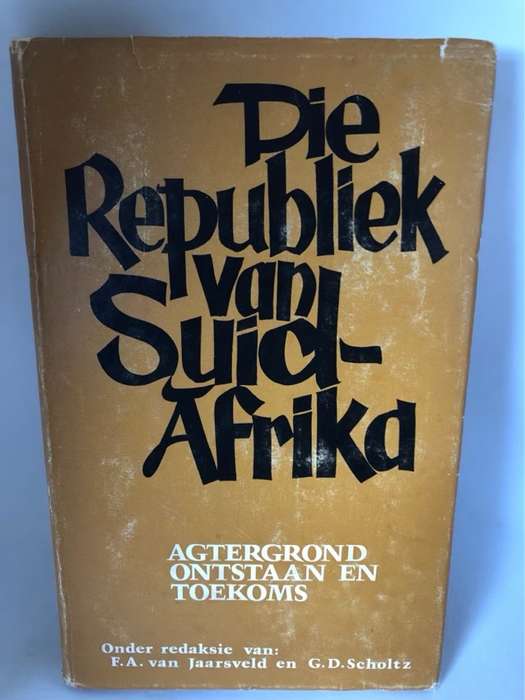 Die
Republiek
van
Suid-
Afrika
AGTERGROND
ONTSTAAN EN
TOEKOMS
Onder redaksie van:
F.A. van Jaarsveld en G.D.Scholtz